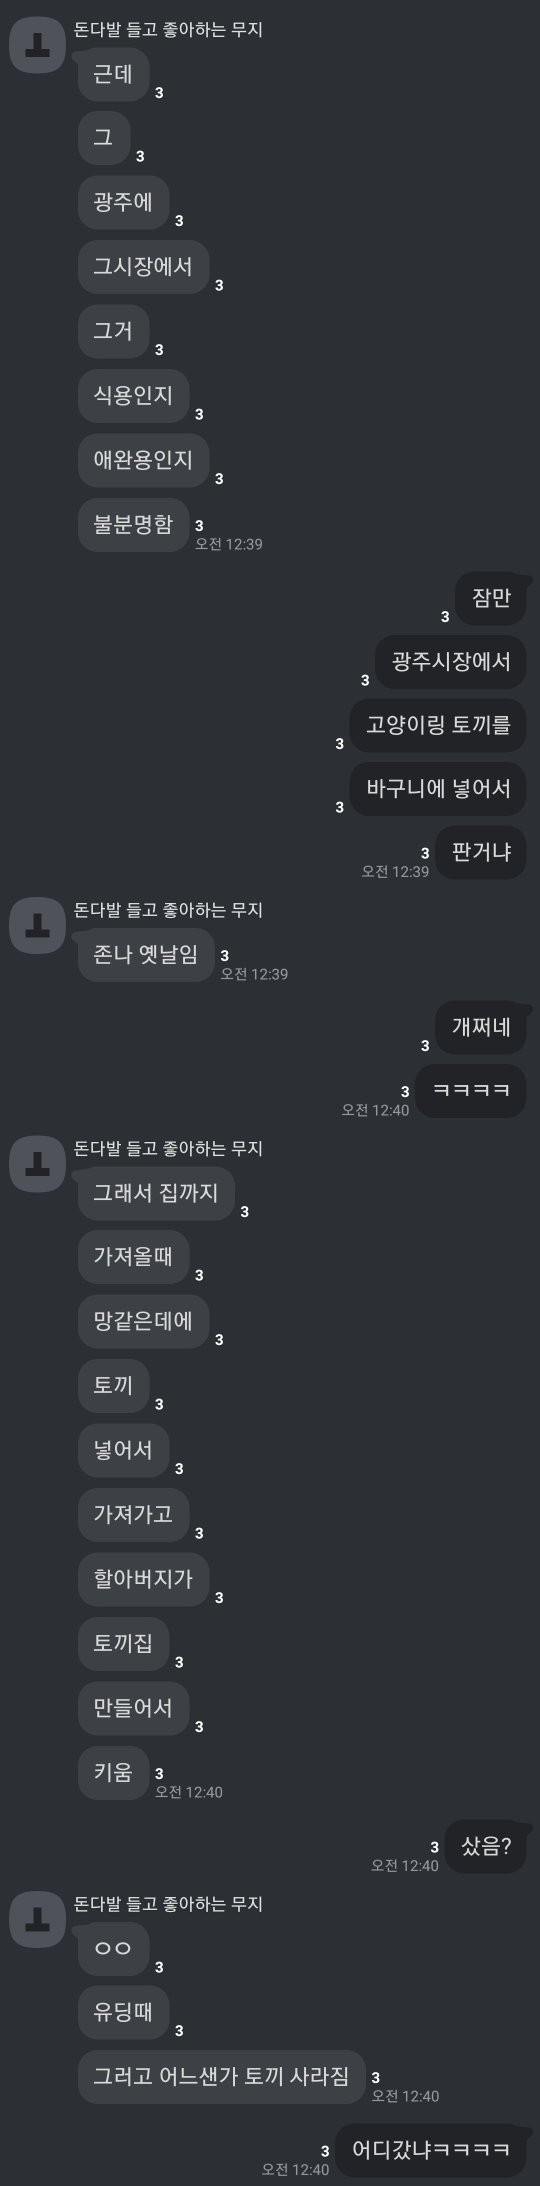 돈다발 들고 좋아하는 무지
근데
3
그
3
광주에
3
그시장에서
3
그거
3
식용인지
3
애완용인지
3
불분명함
3
오전 12:39
잠만
3
광주시장에서
3
고양이링 토끼를
3
바구니에 넣어서
3
판거냐
3
오전 12:39
돈다발 들고 좋아하는 무지
존나 옛날임
3
오전 12:39
개쩌네
3
ㅋㅋㅋㅋ
3
오전 12:40
돈다발 들고 좋아하는 무지
그래서 집까지
3
가져올때
3
망같은데에
3
토끼
3
넣어서
3
가져가고
3
할아버지가
3
토끼집
3
만들어서
3
키움
3
오전 12:40
샀음?
3
오전 12:40
돈다발 들고 좋아하는 무지
ㅇㅇ
3
유딩때
3
그러고 어느샌가 토끼 사라짐
3
오전 12:40
어디갔냐ㅋㅋㅋㅋ
3
오전 12:40